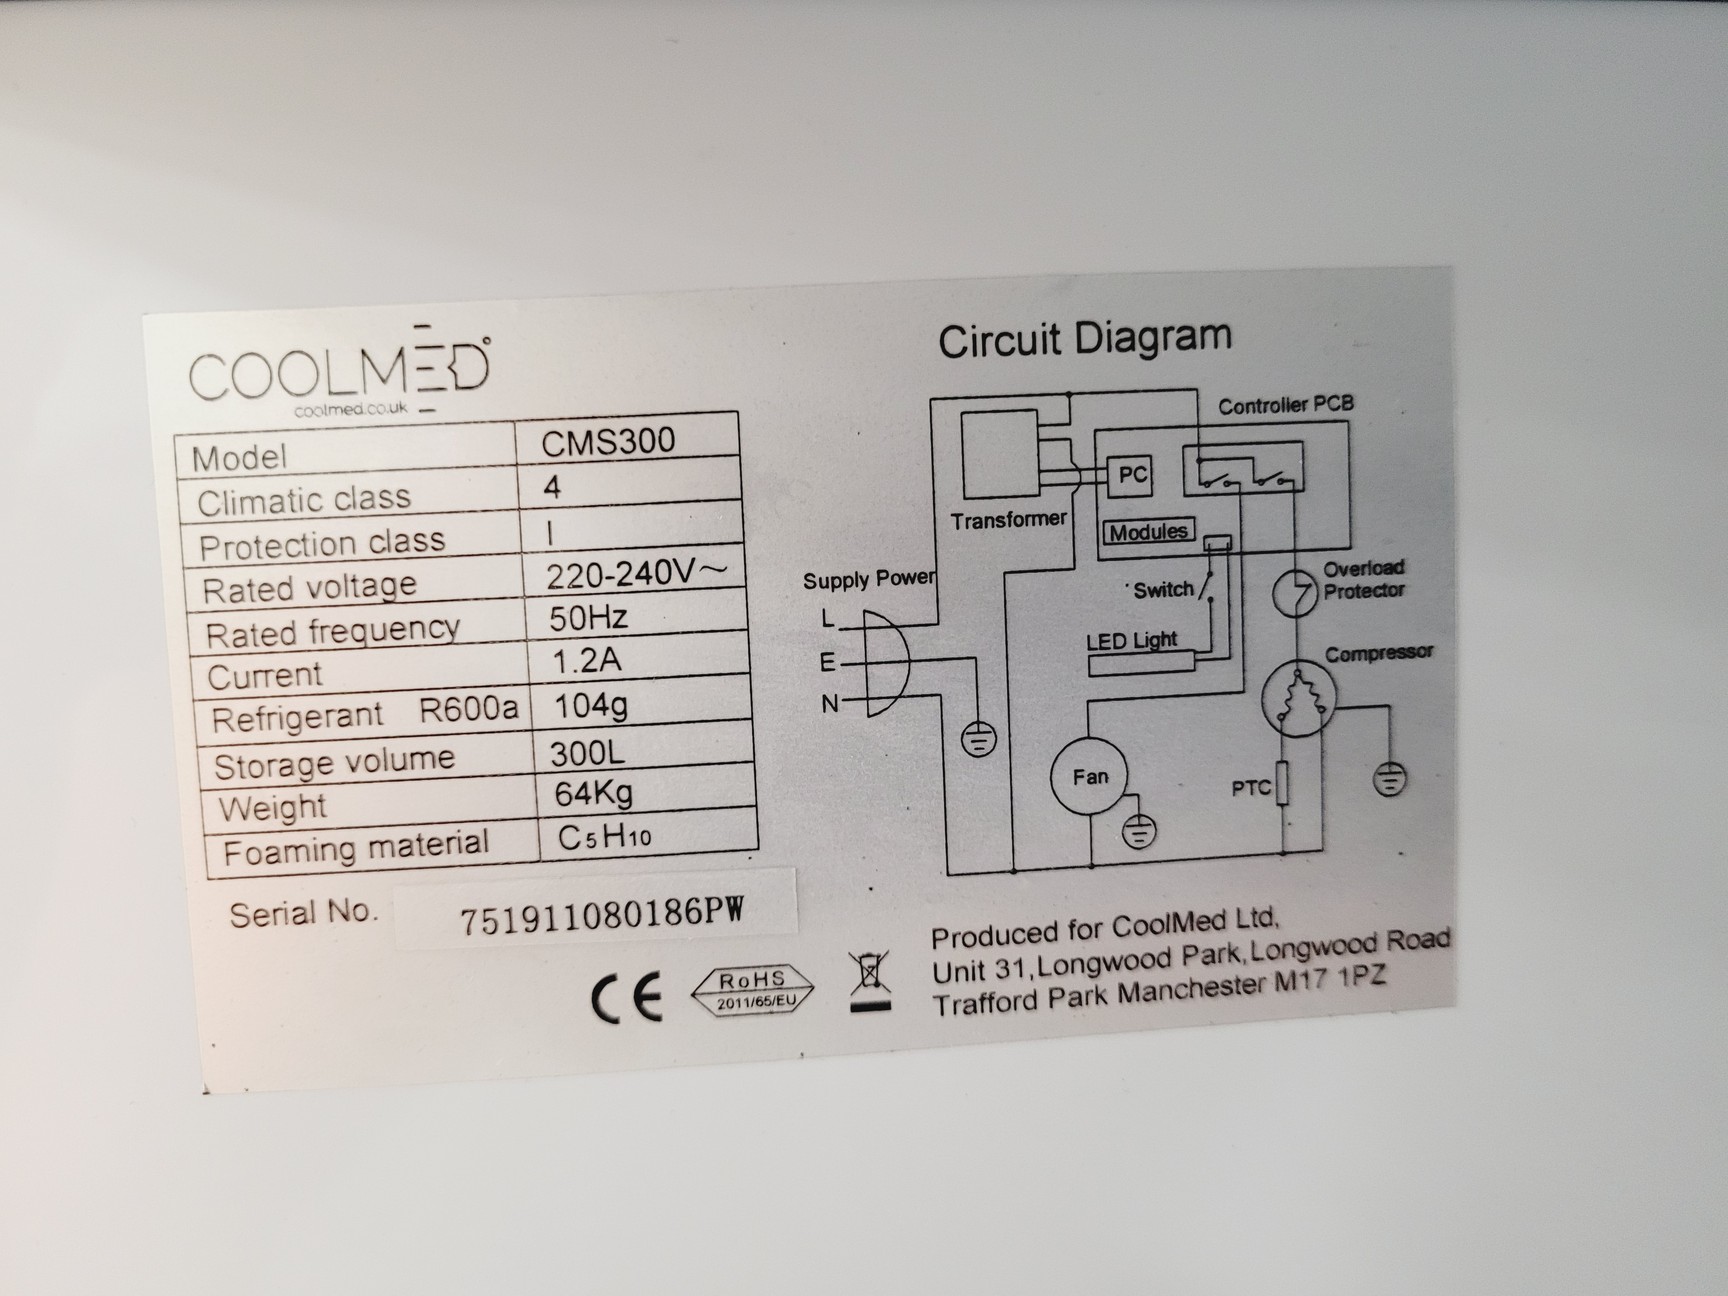 COOLMED°
coolmed.co.uk
Model CMS300
Climatic class 4
Protection class I
Rated voltage 220-240V~
Rated frequency 50Hz
Current 1.2A
Refrigerant R600a 104g
Storage volume 300L
Weight 64Kg
Foaming material C5H10
Serial No. 751911080186PW
CE
RoHS
2011/65/EU
Circuit Diagram
Controller PCB
PC
Transformer
Modules
Supply Power
Switch
Overload
Protector
L
LED Light
E
Compressor
N
Fan
PTC
Produced for CoolMed Ltd,
Unit 31,Longwood Park,Longwood Road
Trafford Park Manchester M17 1PZ